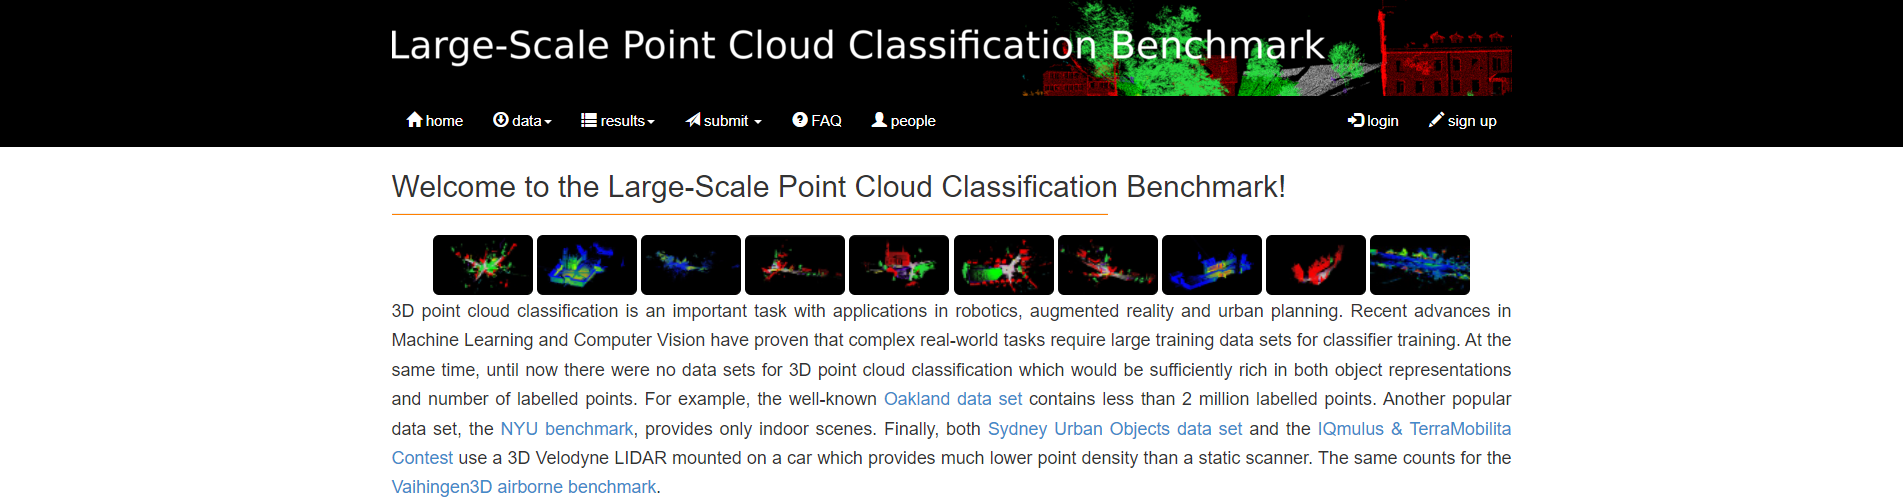 Large-Scale Point Cloud Classification Benchmark
home data results submit FAQ people login sign up
Welcome to the Large-Scale Point Cloud Classification Benchmark!
3D point cloud classification is an important task with applications in robotics, augmented reality and urban planning. Recent advances in
Machine Learning and Computer Vision have proven that complex real-world tasks require large training data sets for classifier training. At the
same time, until now there were no data sets for 3D point cloud classification which would be sufficiently rich in both object representations
and number of labelled points. For example, the well-known Oakland data set contains less than 2 million labelled points. Another popular
data set, the NYU benchmark, provides only indoor scenes. Finally, both Sydney Urban Objects data set and the IQmulus & TerraMobilita
Contest use a 3D Velodyne LIDAR mounted on a car which provides much lower point density than a static scanner. The same counts for the
Vaihingen3D airborne benchmark.